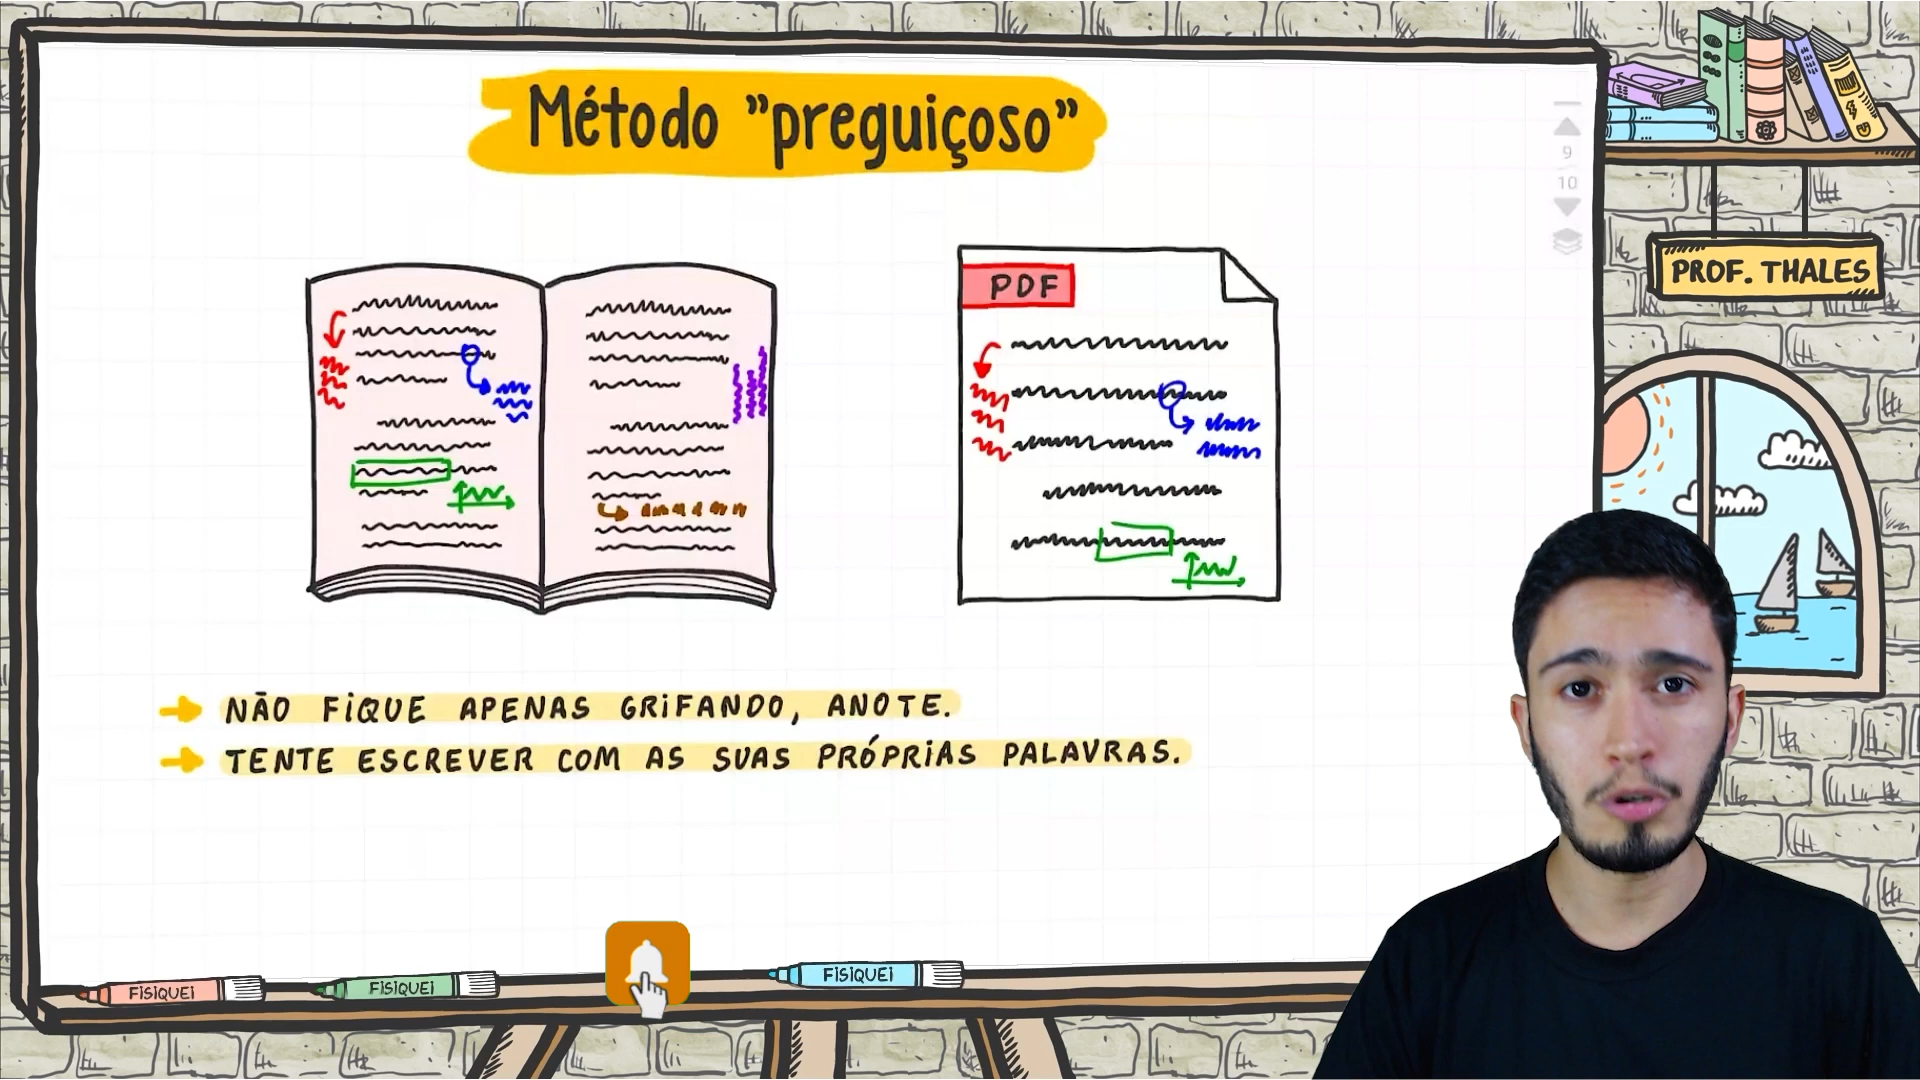 Método "preguiçoso"
9
10
PROF. THALES
PDF
NÃO FIQUE APENAS GRIFANDO, ANOTE.
TENTE ESCREVER COM AS SUAS PRÓPRIAS PALAVRAS.
FISIQUEI
FISIQUEI
FISIQUEI